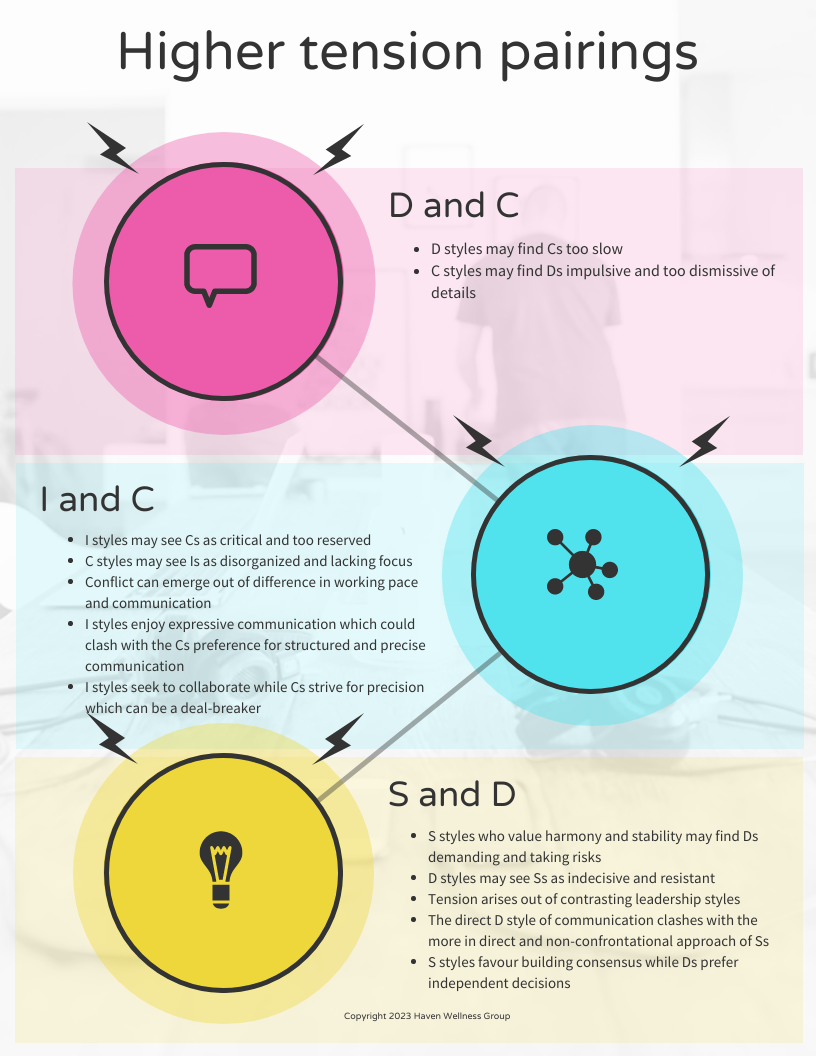 Higher tension pairings
D and C
• D styles may find Cs too slow
• C styles may find Ds impulsive and too dismissive of
details
I and C
• I styles may see Cs as critical and too reserved
• C styles may see Is as disorganized and lacking focus
• Conflict can emerge out of difference in working pace
and communication
• I styles enjoy expressive communication which could
clash with the Cs preference for structured and precise
communication
• I styles seek to collaborate while Cs strive for precision
which can be a deal-breaker
S and D
• S styles who value harmony and stability may find Ds
demanding and taking risks
• D styles may see Ss as indecisive and resistant
• Tension arises out of contrasting leadership styles
• The direct D style of communication clashes with the
more in direct and non-confrontational approach of Ss
• S styles favour building consensus while Ds prefer
independent decisions
Copyright 2023 Haven Wellness Group